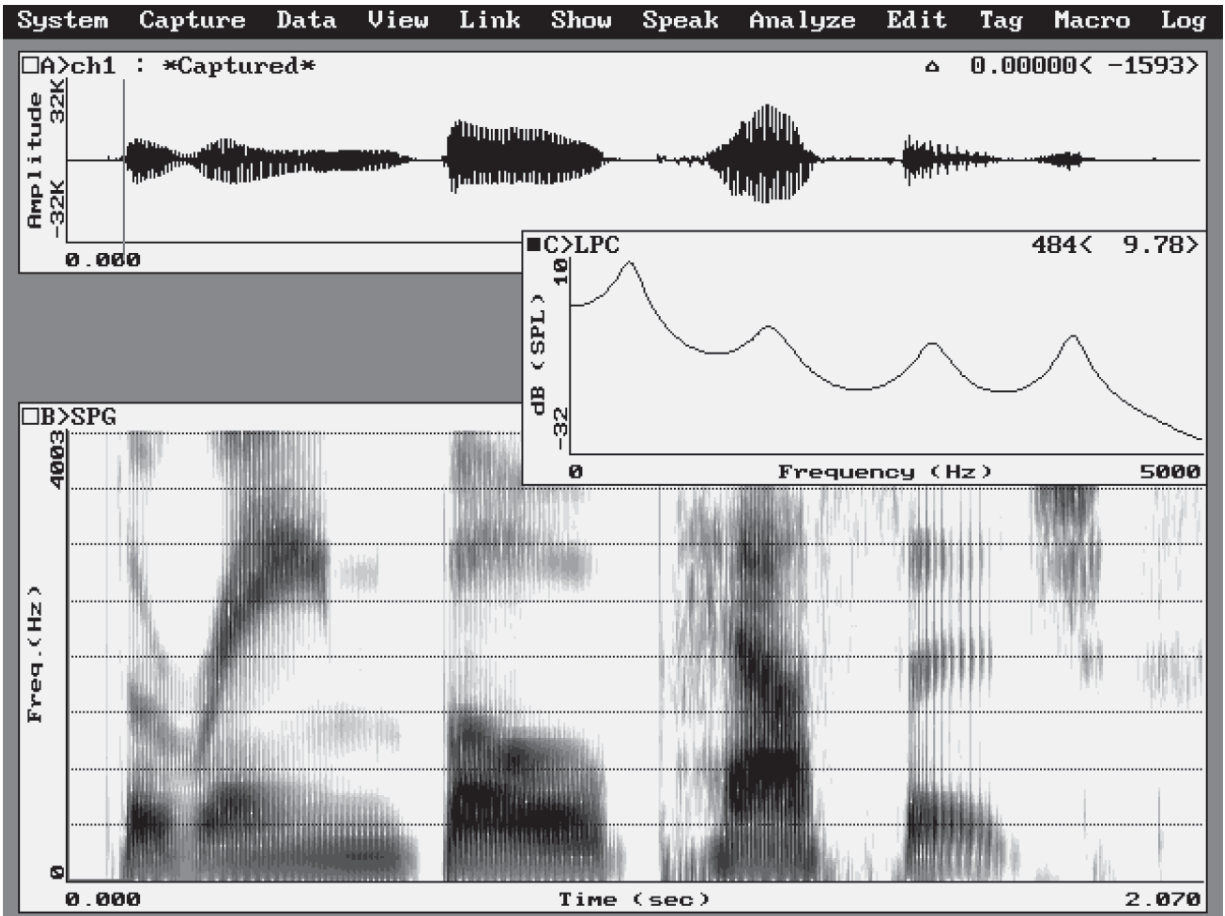 System Capture Data View Link Show Speak Analyze Edit Tag Macro Log
□A>ch1 : *Captured* △ 0.00000< -1593>
Amplitude
32K
-32K
0.000
■C>LPC 484< 9.78>
dB (SPL)
10
-32
0 Frequency (Hz) 5000
□B>SPG
Freq.(Hz)
4003
0
0.000 Time (sec) 2.070